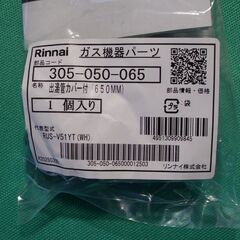 Rinnai ガス機器パーツ
部品コード
305-050-065
部品情報・価格
名称
出湯管カバー付(650MM)
1個入り
袋
代表型式
RUS-V51YT(WH)
4951309909845
305-050-065000012503
リンナイ株式会社